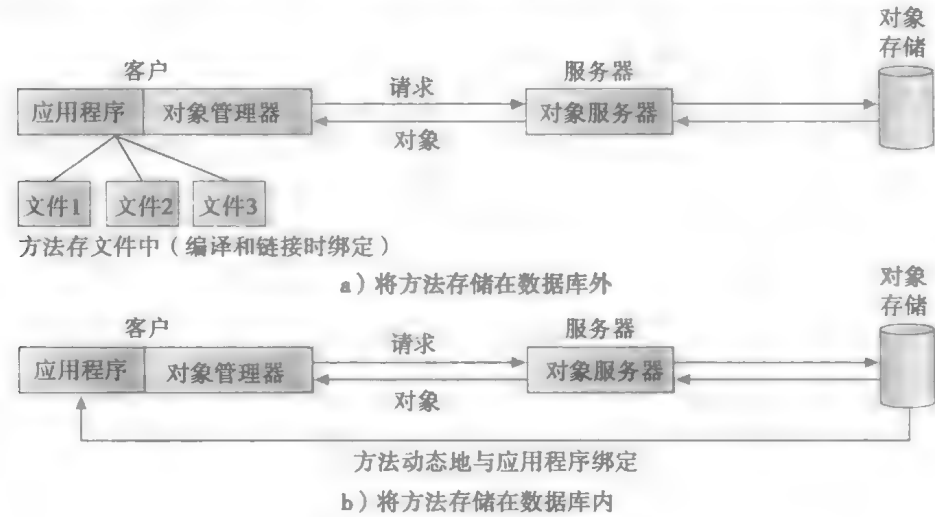 对象
存储
客户
服务器
应用程序 对象管理器
请求
对象服务器
对象
文件1 文件2 文件3
方法存文件中（编译和链接时绑定）
a）将方法存储在数据库外
对象
存储
客户
服务器
应用程序 对象管理器
请求
对象服务器
对象
方法动态地与应用程序绑定
b）将方法存储在数据库内